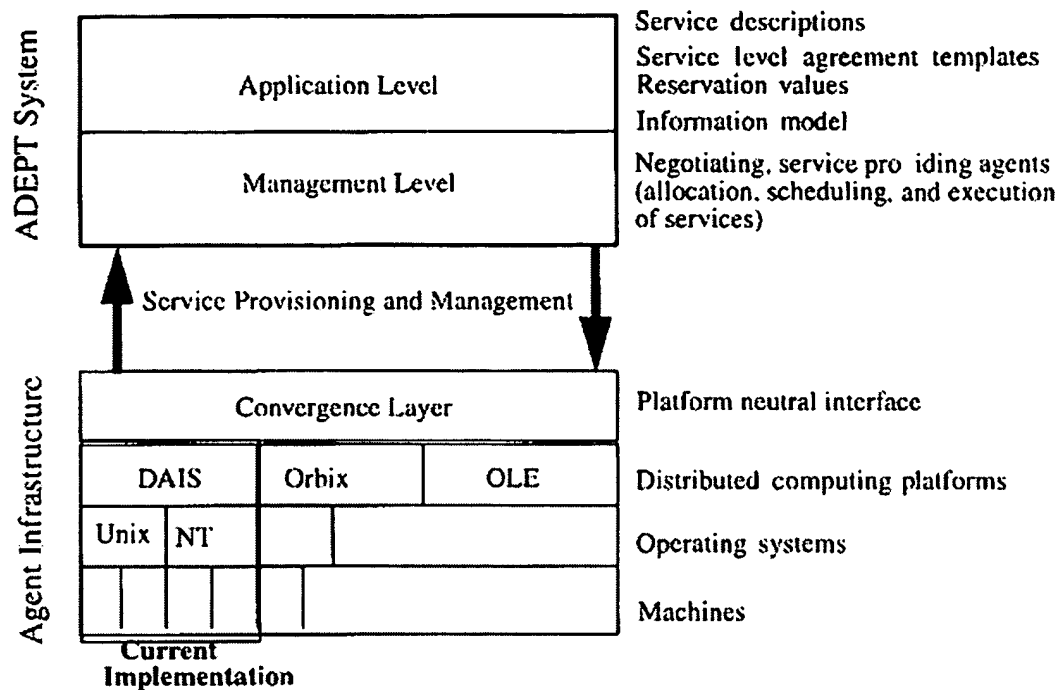 ADEPT System
Application Level
Service descriptions
Service level agreement templates
Reservation values
Information model
Management Level
Negotiating, service pro iding agents
(allocation, scheduling, and execution
of services)
Service Provisioning and Management
Agent Infrastructure
Convergence Layer
Platform neutral interface
DAIS
Orbix
OLE
Distributed computing platforms
Unix
NT
Operating systems
Machines
Current
Implementation